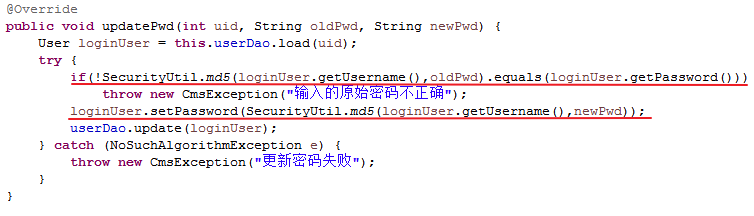 @Override
public void updatePwd(int uid, String oldPwd, String newPwd) {
User loginUser = this.userDao.load(uid);
try {
if(!SecurityUtil.md5(loginUser.getUsername(),oldPwd).equals(loginUser.getPassword()))
throw new CmsException("输入的原始密码不正确");
loginUser.setPassword(SecurityUtil.md5(loginUser.getUsername(),newPwd));
userDao.update(loginUser);
} catch (NoSuchAlgorithmException e) {
throw new CmsException("更新密码失败");
}
}